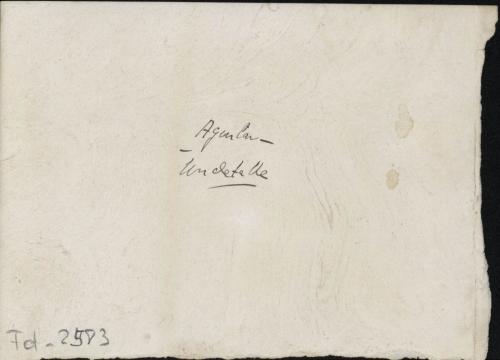 Aguilar –
– Un detalle
Fd - 2583